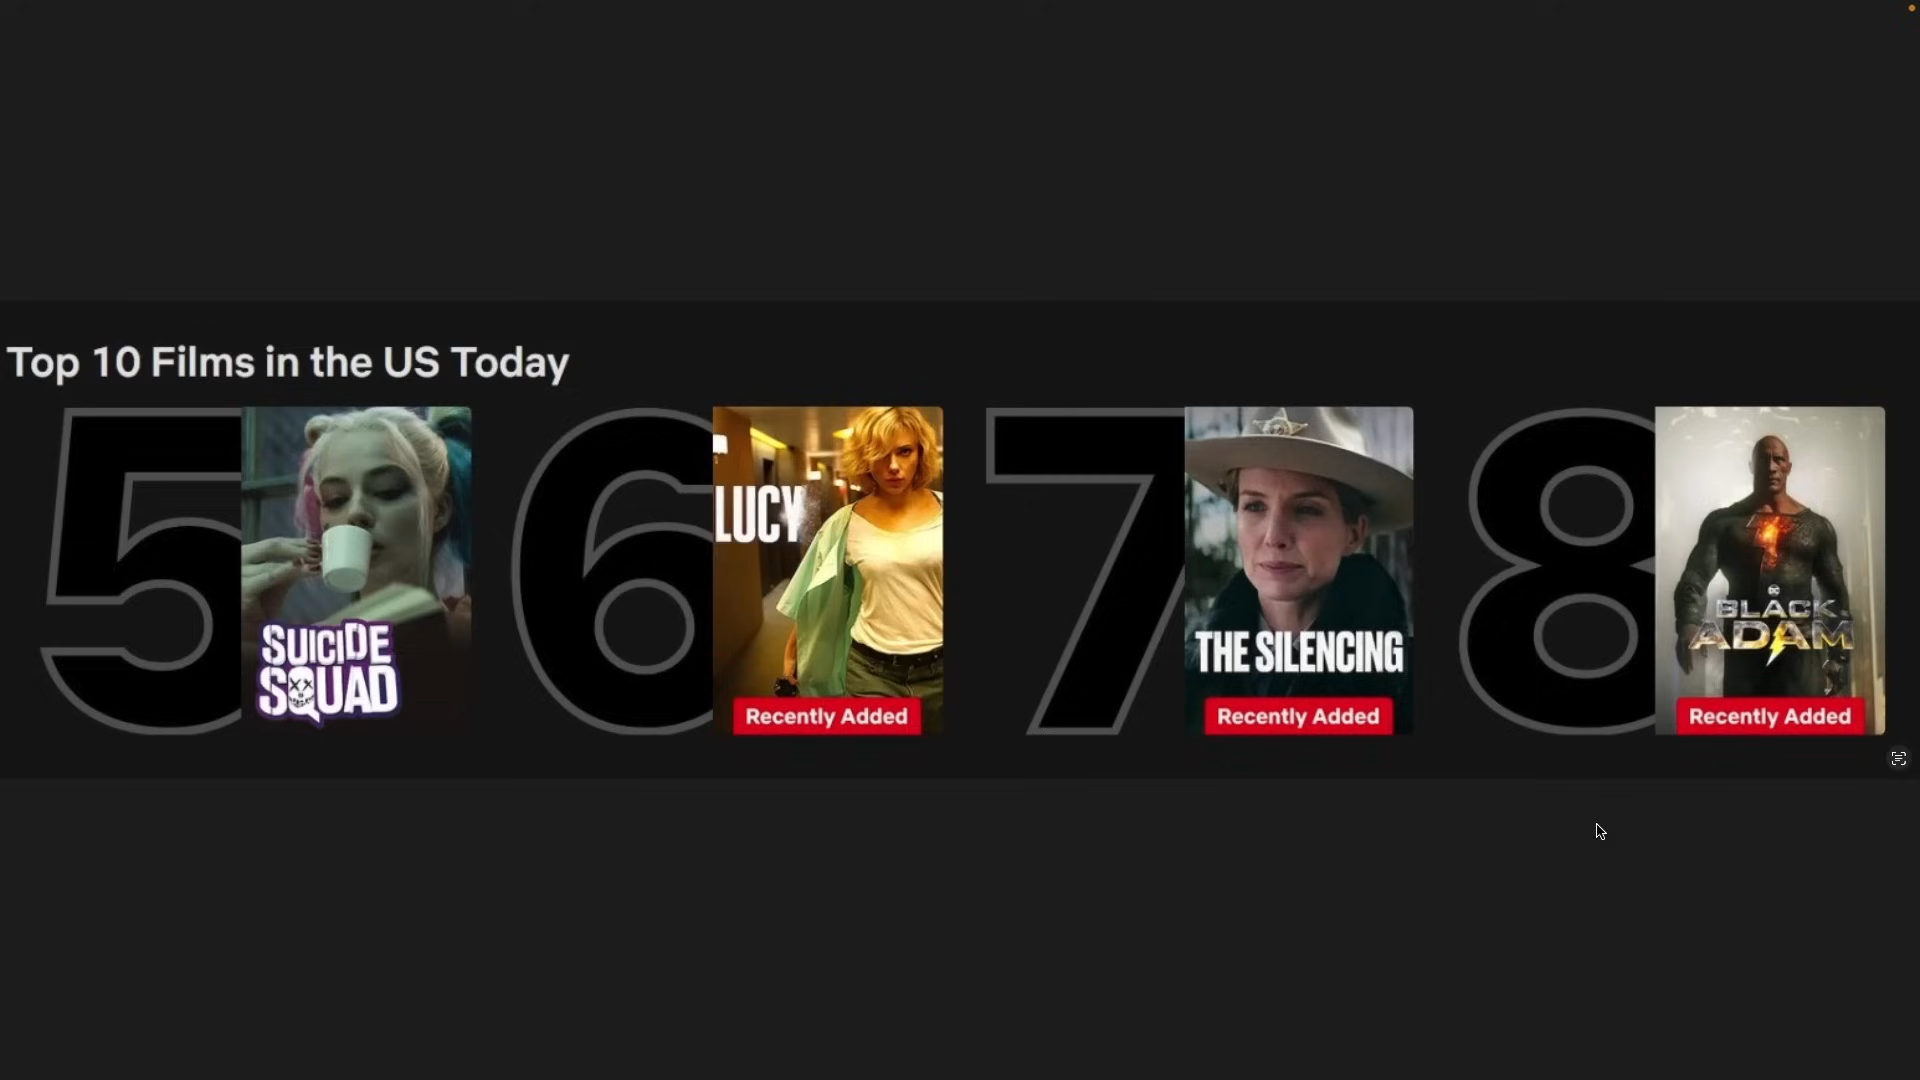 Top 10 Films in the US Today
5
SUICIDE
SQUAD
6
LUCY
Recently Added
7
THE SILENCING
Recently Added
8
DC
BLACK
ADAM
Recently Added